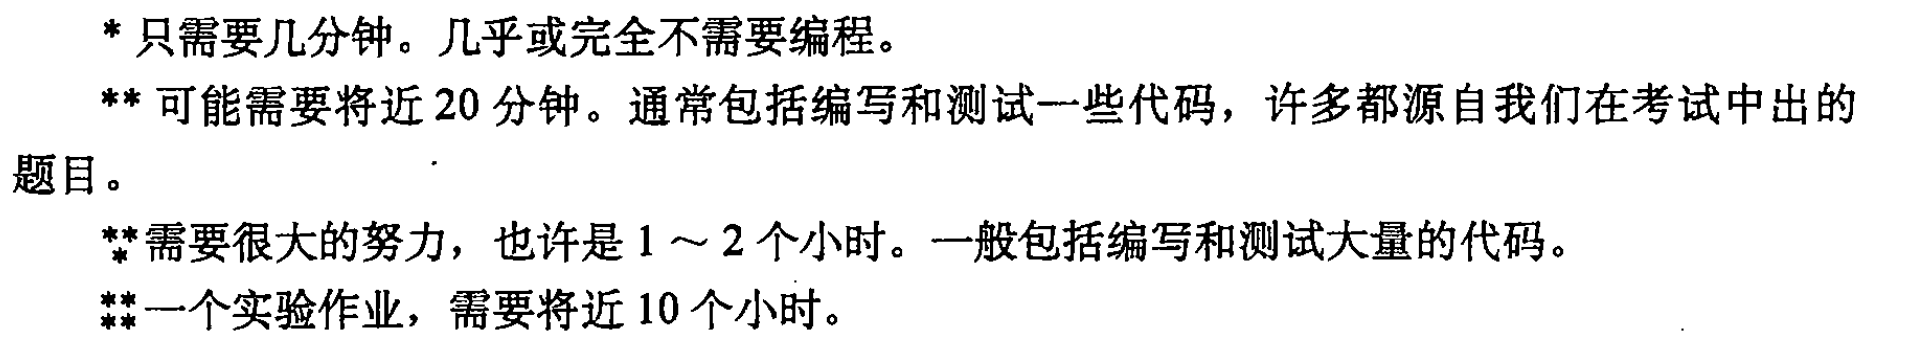 * 只需要几分钟。几乎或完全不需要编程。
** 可能需要将近 20 分钟。通常包括编写和测试一些代码，许多都源自我们在考试中出的
题目。
*** 需要很大的努力，也许是 1 ～ 2 个小时。一般包括编写和测试大量的代码。
**** 一个实验作业，需要将近 10 个小时。